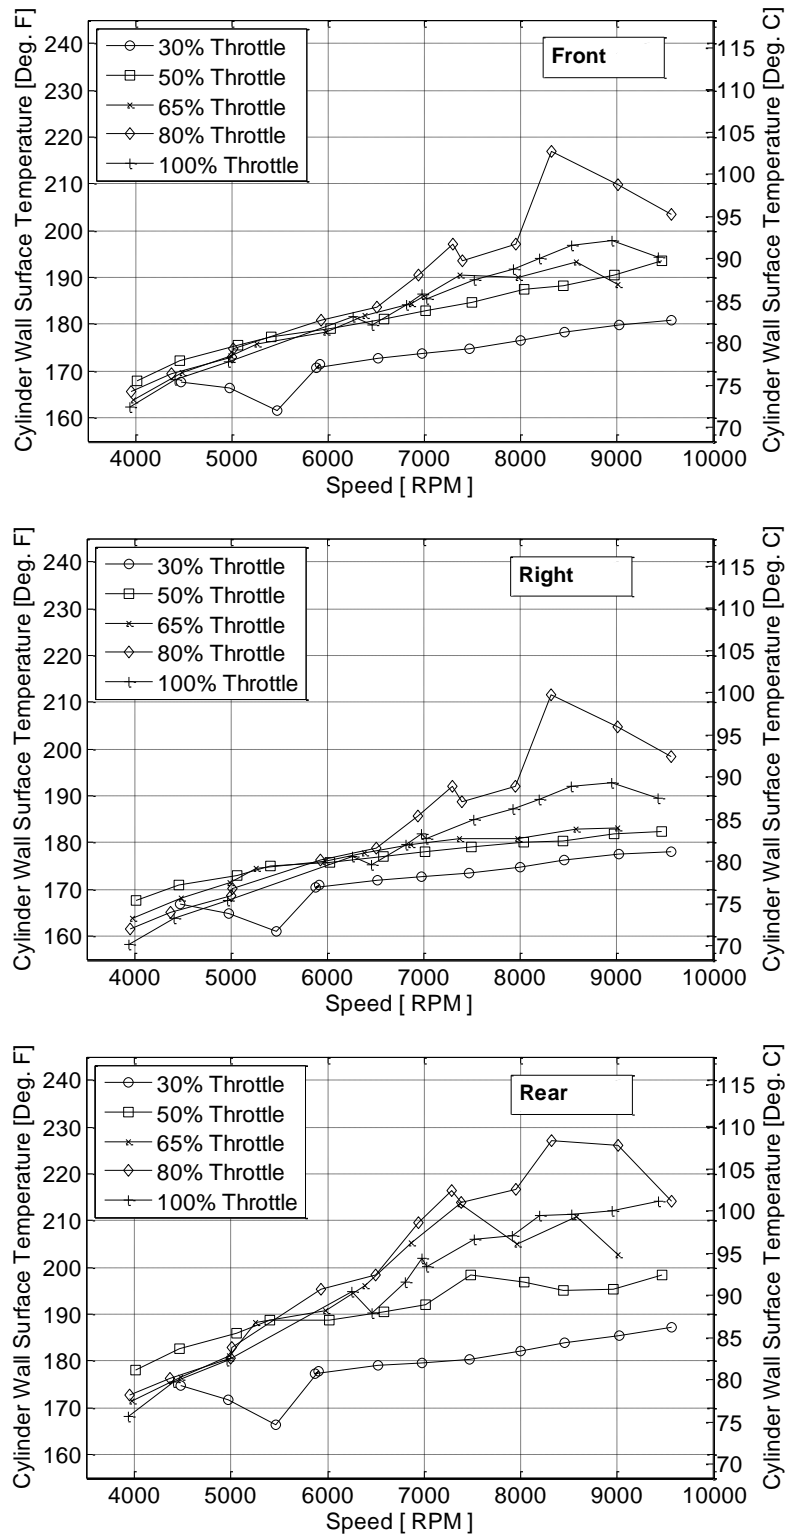 Cylinder Wall Surface Temperature [Deg. F]
240
230
220
210
200
190
180
170
160
30% Throttle
50% Throttle
65% Throttle
80% Throttle
100% Throttle
Front
115
110
105
100
95
90
85
80
75
70
Cylinder Wall Surface Temperature [Deg. C]
4000 5000 6000 7000 8000 9000 10000
Speed [ RPM ]
Cylinder Wall Surface Temperature [Deg. F]
240
230
220
210
200
190
180
170
160
30% Throttle
50% Throttle
65% Throttle
80% Throttle
100% Throttle
Right
115
110
105
100
95
90
85
80
75
70
Cylinder Wall Surface Temperature [Deg. C]
4000 5000 6000 7000 8000 9000 10000
Speed [ RPM ]
Cylinder Wall Surface Temperature [Deg. F]
240
230
220
210
200
190
180
170
160
30% Throttle
50% Throttle
65% Throttle
80% Throttle
100% Throttle
Rear
115
110
105
100
95
90
85
80
75
70
Cylinder Wall Surface Temperature [Deg. C]
4000 5000 6000 7000 8000 9000 10000
Speed [ RPM ]